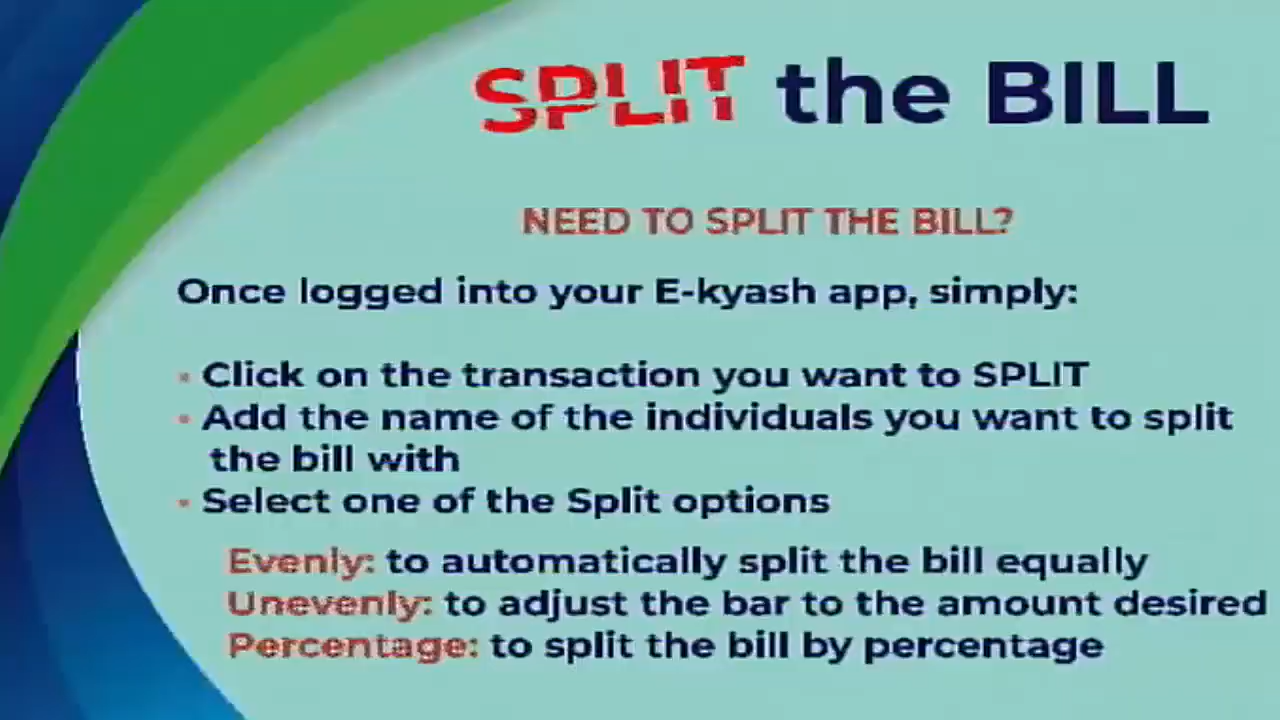 SPLIT the BILL
NEED TO SPLIT THE BILL?
Once logged into your E-kyash app, simply:
• Click on the transaction you want to SPLIT
• Add the name of the individuals you want to split
the bill with
• Select one of the Split options
Evenly: to automatically split the bill equally
Unevenly: to adjust the bar to the amount desired
Percentage: to split the bill by percentage